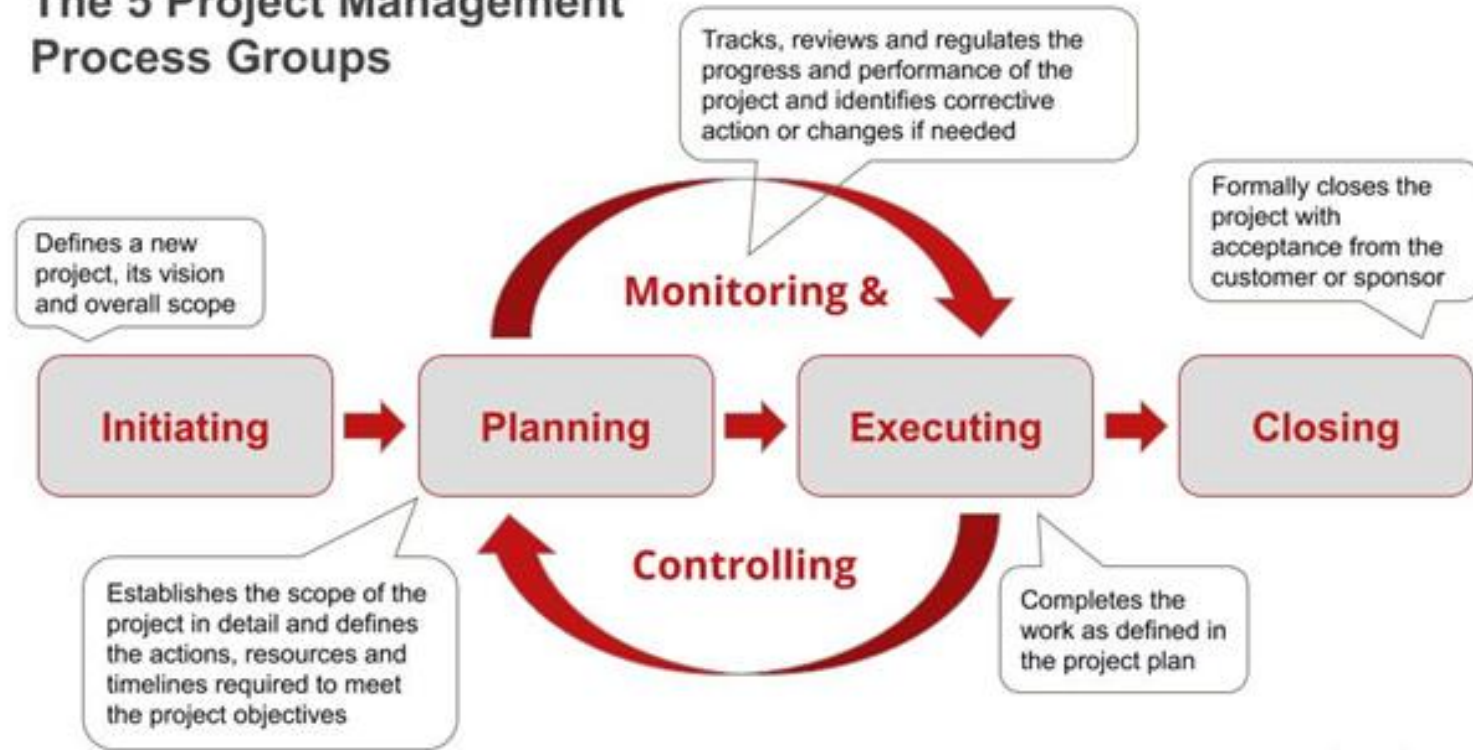 The 5 Project Management
Process Groups
Tracks, reviews and regulates the
progress and performance of the
project and identifies corrective
action or changes if needed
Formally closes the
project with
acceptance from the
customer or sponsor
Defines a new
project, its vision
and overall scope
Monitoring &
Initiating
Planning
Executing
Closing
Controlling
Establishes the scope of the
project in detail and defines
the actions, resources and
timelines required to meet
the project objectives
Completes the
work as defined in
the project plan